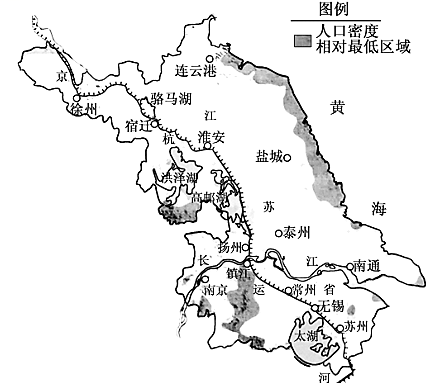 图例
人口密度
相对最低区域
连云港
京
徐州
骆马湖
宿迁
杭
江
淮安
黄
盐城
洪泽湖
高邮湖
苏
海
泰州
扬州
长
江
镇江
南通
南京
运
常州
省
无锡
苏州
太湖
河